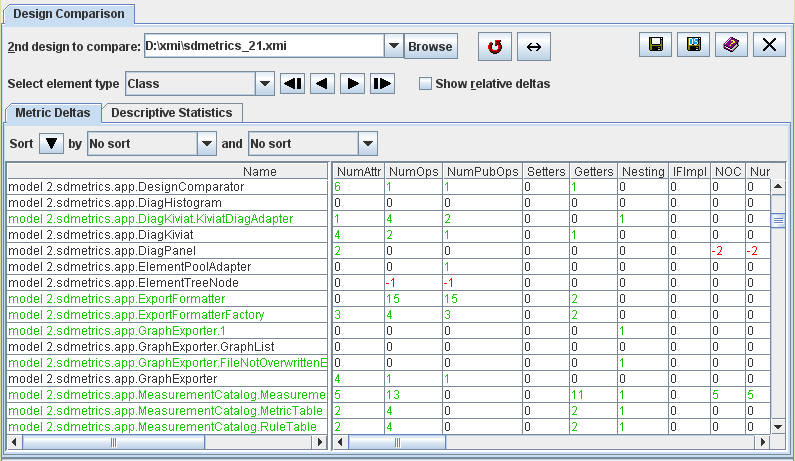 Design Comparison
2nd design to compare: D:\xmi\sdmetrics_21.xmi Browse
Select element type Class Show relative deltas
Metric Deltas Descriptive Statistics
Sort by No sort and No sort
Name NumAttr NumOps NumPubOps Setters Getters Nesting IFImpl NOC Nur
model 2.sdmetrics.app.DesignComparator 6 1 1 0 1 0 0 0 0
model 2.sdmetrics.app.DiagHistogram 0 0 0 0 0 0 0 0 0
model 2.sdmetrics.app.DiagKiviat.KiviatDiagAdapter 1 4 2 0 0 1 0 0 0
model 2.sdmetrics.app.DiagKiviat 4 2 1 0 1 0 0 0 0
model 2.sdmetrics.app.DiagPanel 2 0 0 0 0 0 0 -2 -2
model 2.sdmetrics.app.ElementPoolAdapter 0 0 1 0 0 0 0 0 0
model 2.sdmetrics.app.ElementTreeNode 0 -1 -1 0 0 0 0 0 0
model 2.sdmetrics.app.ExportFormatter 0 15 15 0 2 0 0 0 0
model 2.sdmetrics.app.ExportFormatterFactory 3 4 3 0 2 0 0 0 0
model 2.sdmetrics.app.GraphExporter.1 0 0 0 0 0 1 0 0 0
model 2.sdmetrics.app.GraphExporter.GraphList 0 0 0 0 0 0 0 0 0
model 2.sdmetrics.app.GraphExporter.FileNotOverwrittenE 0 0 0 0 0 1 0 0 0
model 2.sdmetrics.app.GraphExporter 4 1 1 0 0 0 0 0 0
model 2.sdmetrics.app.MeasurementCatalog.Measureme 5 13 0 0 11 1 0 5 5
model 2.sdmetrics.app.MeasurementCatalog.MetricTable 2 4 0 0 2 1 0 0 0
model 2.sdmetrics.app.MeasurementCatalog.RuleTable 2 4 0 0 2 1 0 0 0